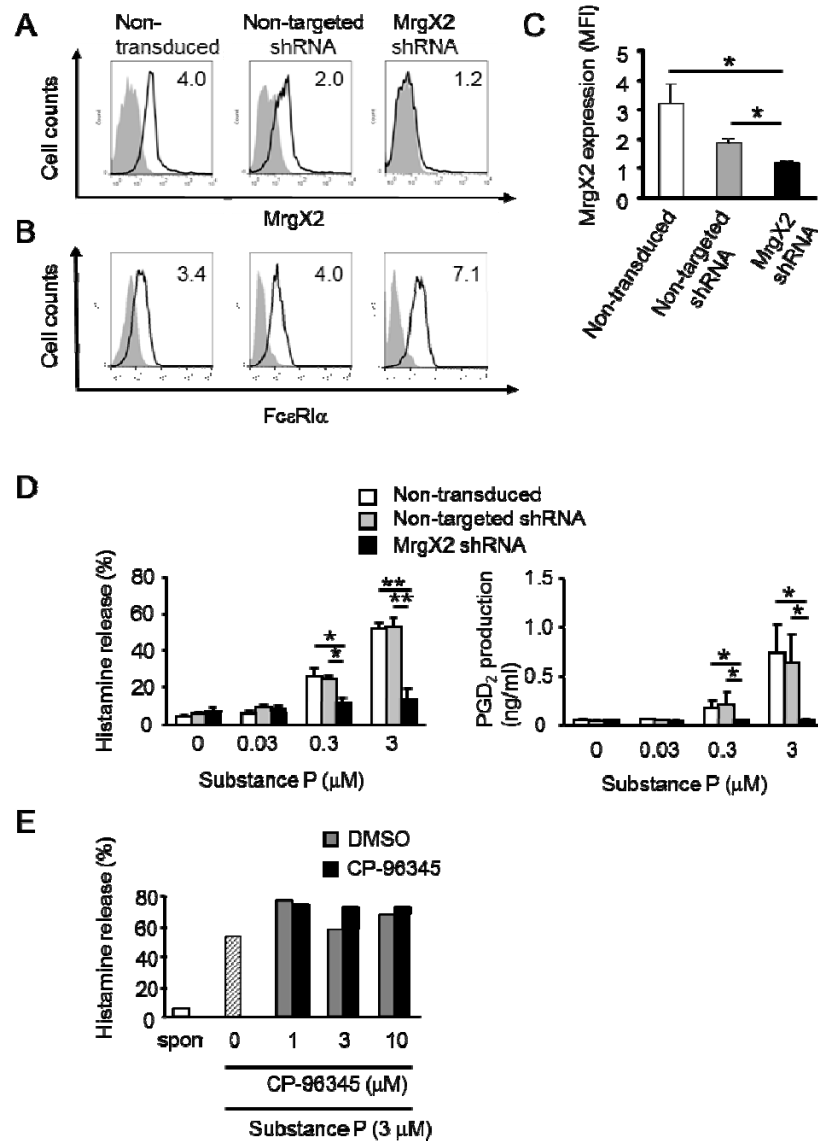 A
Non-transduced
Non-targeted shRNA
MrgX2 shRNA
Cell counts
4.0
2.0
1.2
MrgX2
B
Cell counts
3.4
4.0
7.1
FcεRIα
C
MrgX2 expression (MFI)
5
4
3
2
1
0
*
*
Non-transduced
Non-targeted shRNA
MrgX2 shRNA
D
Non-transduced
Non-targeted shRNA
MrgX2 shRNA
Histamine release (%)
80
60
40
20
0
*
*
**
**
0 0.03 0.3 3
Substance P (μM)
PGD2 production (ng/ml)
1.5
1.0
0.5
0
*
*
*
*
0 0.03 0.3 3
Substance P (μM)
E
DMSO
CP-96345
Histamine release (%)
80
60
40
20
0
spon 0 1 3 10
CP-96345 (μM)
Substance P (3 μM)